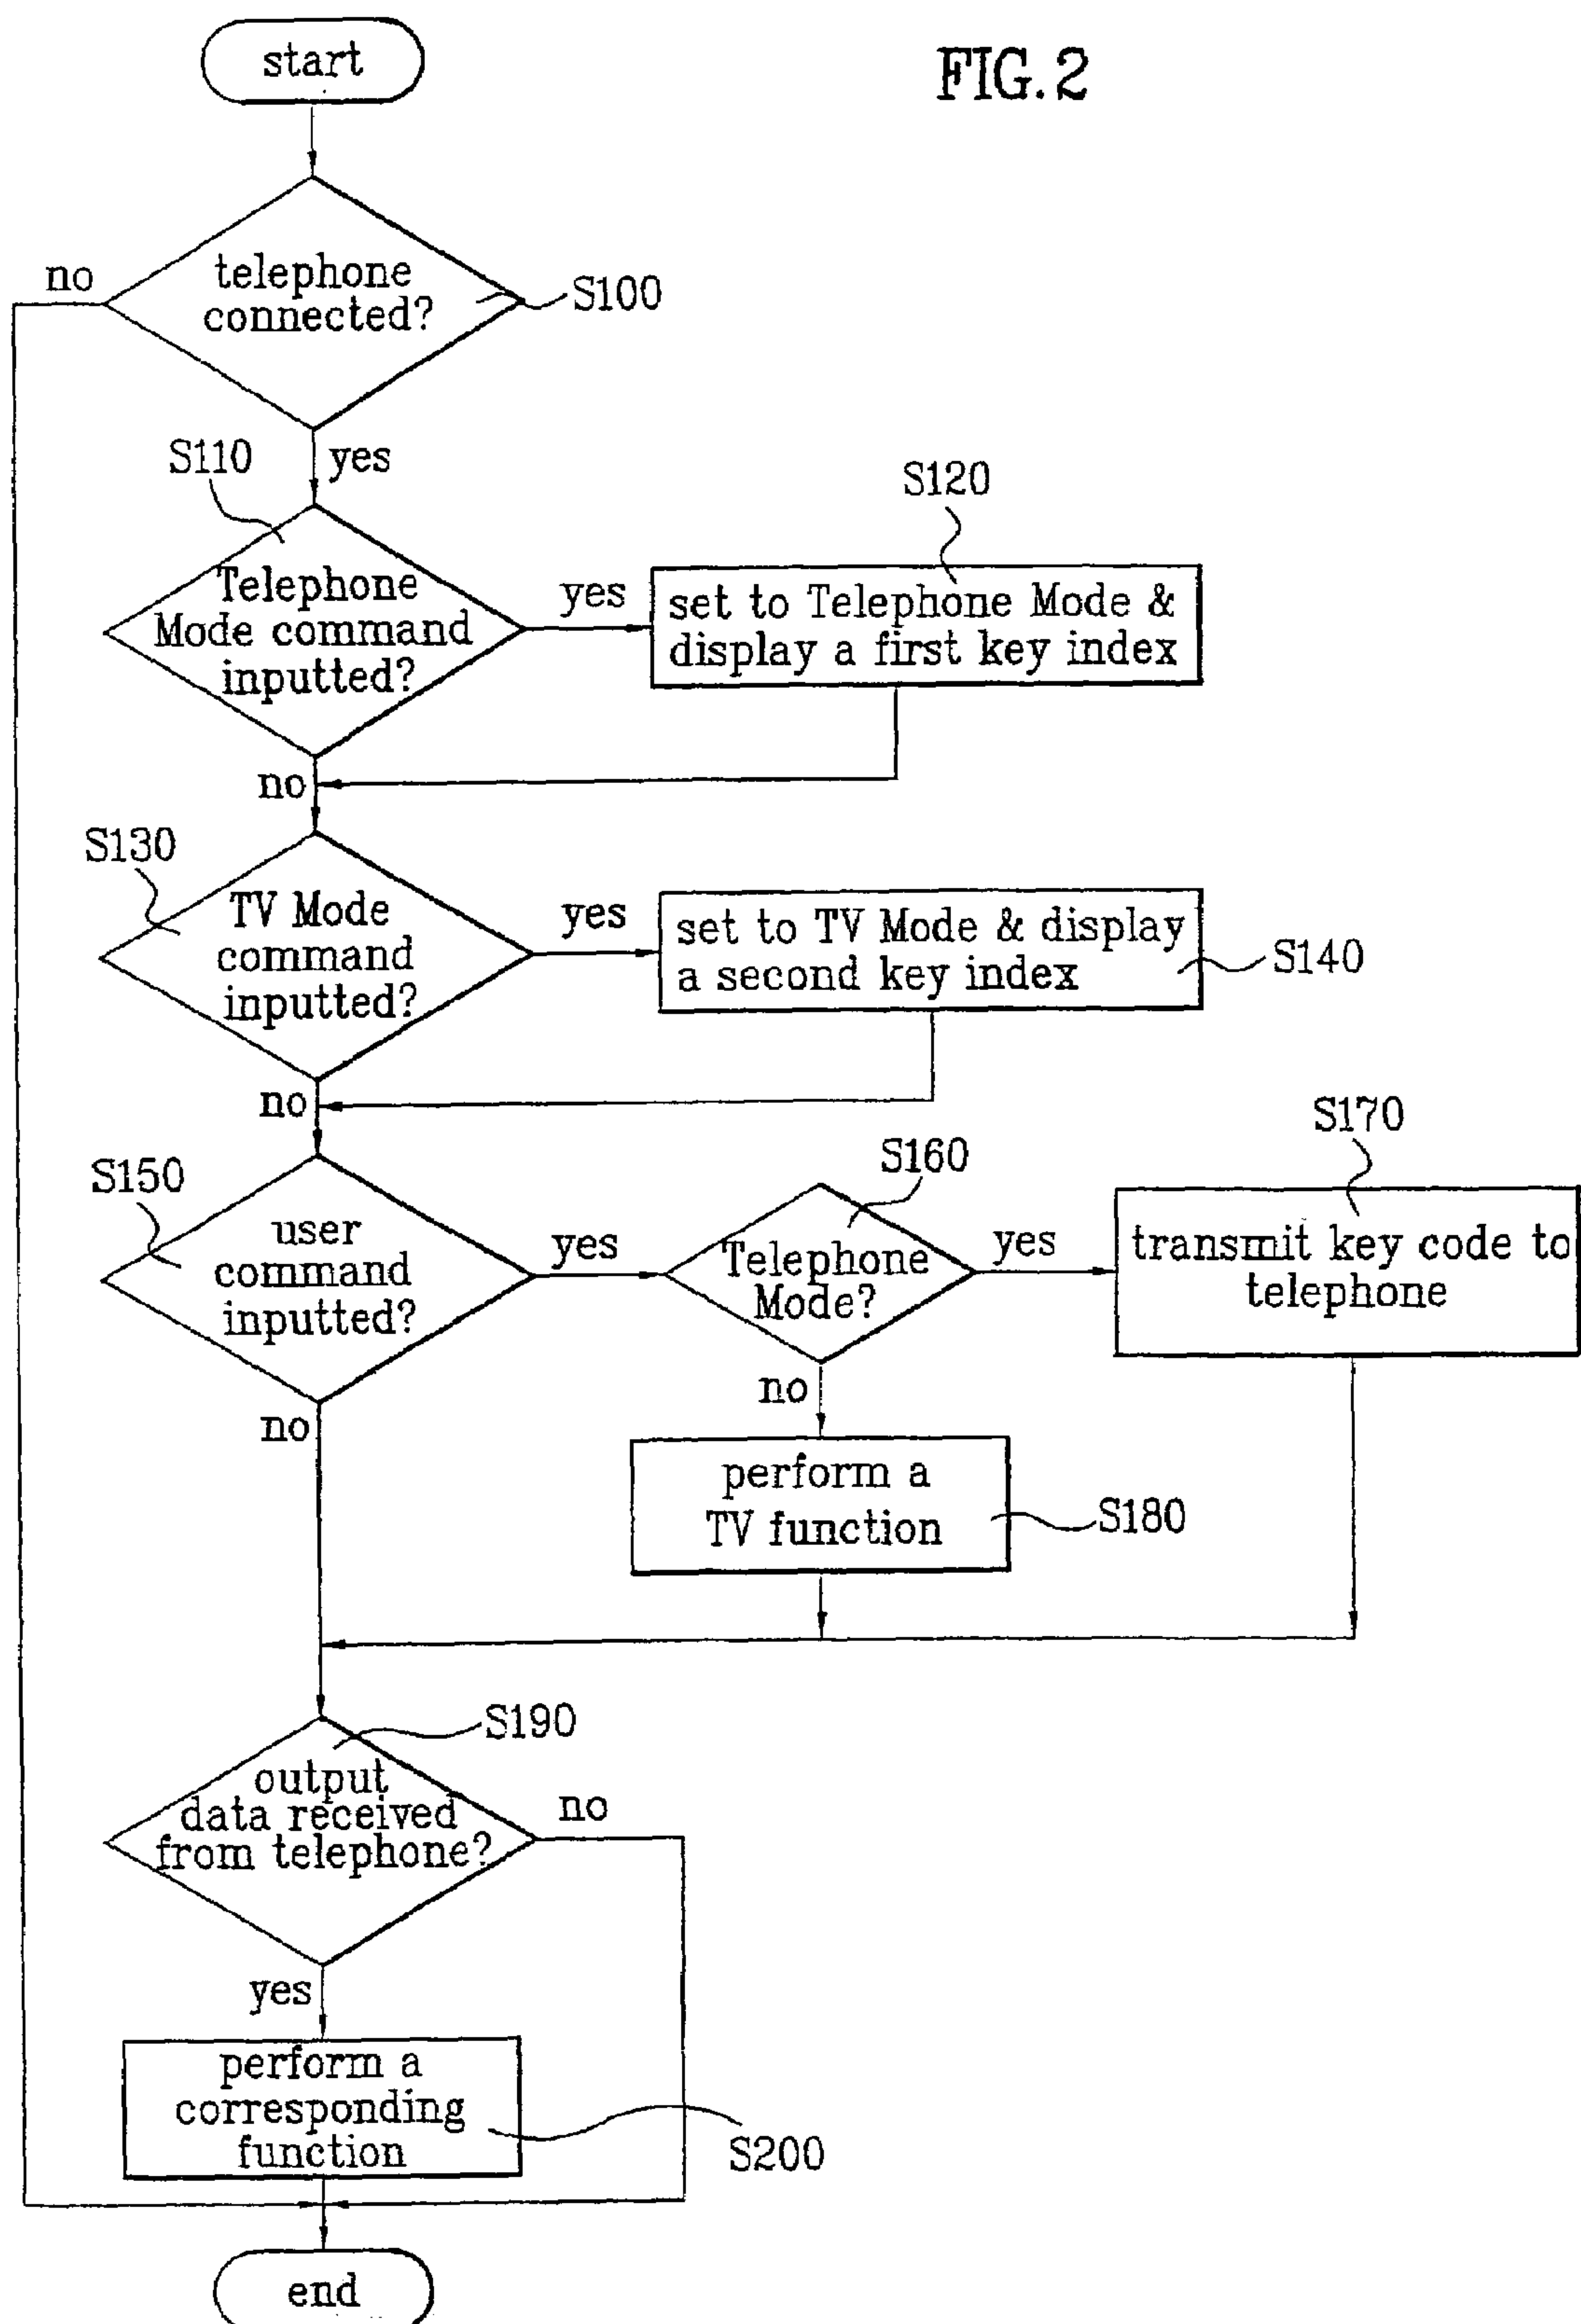 start
FIG. 2
no
telephone
connected?
S100
S110
yes
S120
Telephone
Mode command
inputted?
yes
set to Telephone Mode &
display a first key index
no
S130
TV Mode
command
inputted?
yes
set to TV Mode & display
a second key index
S140
no
S150
user
command
inputted?
yes
S160
Telephone
Mode?
yes
S170
transmit key code to
telephone
no
no
perform a
TV function
S180
S190
output
data received
from telephone?
no
yes
perform a
corresponding
function
S200
end